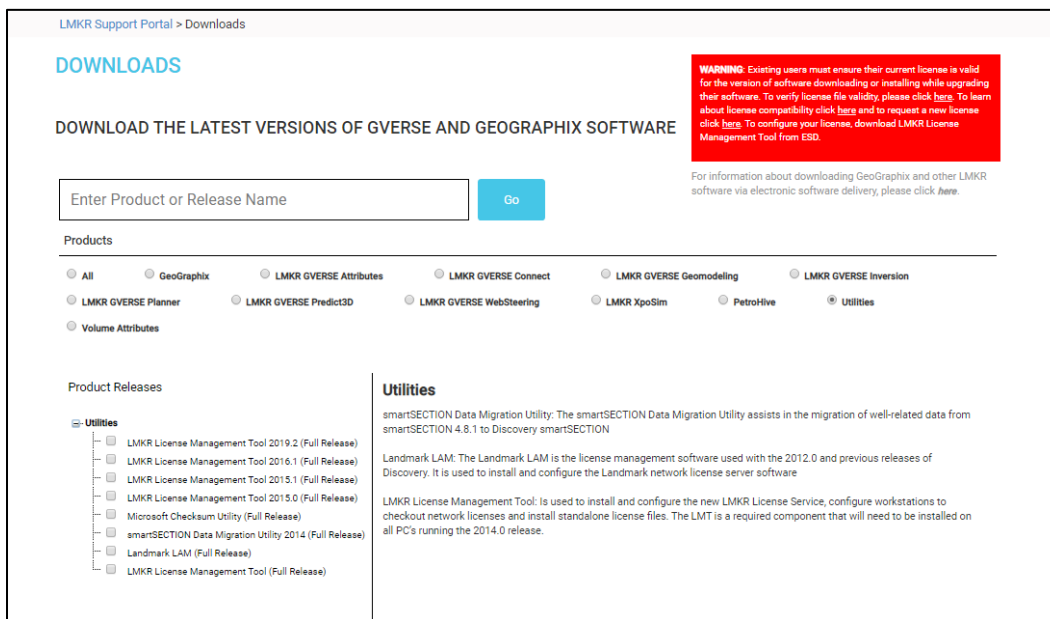 LMKR Support Portal > Downloads
DOWNLOADS
WARNING: Existing users must ensure their current license is valid
for the version of software downloading or installing while upgrading
their software. To verify license file validity, please click here. To learn
about license compatibility click here and to request a new license
click here. To configure your license, download LMKR License
Management Tool from ESD.
DOWNLOAD THE LATEST VERSIONS OF GVERSE AND GEOGRAPHIX SOFTWARE
For information about downloading GeoGraphix and other LMKR
software via electronic software delivery, please click here.
Enter Product or Release Name
Go
Products
All GeoGraphix LMKR GVERSE Attributes LMKR GVERSE Connect LMKR GVERSE Geomodeling LMKR GVERSE Inversion
LMKR GVERSE Planner LMKR GVERSE Predict3D LMKR GVERSE WebSteering LMKR XpoSim PetroHive Utilities
Volume Attributes
Product Releases
Utilities
LMKR License Management Tool 2019.2 (Full Release)
LMKR License Management Tool 2016.1 (Full Release)
LMKR License Management Tool 2015.1 (Full Release)
LMKR License Management Tool 2015.0 (Full Release)
Microsoft Checksum Utility (Full Release)
smartSECTION Data Migration Utility 2014 (Full Release)
Landmark LAM (Full Release)
LMKR License Management Tool (Full Release)
Utilities
smartSECTION Data Migration Utility: The smartSECTION Data Migration Utility assists in the migration of well-related data from
smartSECTION 4.8.1 to Discovery smartSECTION
Landmark LAM: The Landmark LAM is the license management software used with the 2012.0 and previous releases of
Discovery. It is used to install and configure the Landmark network license server software
LMKR License Management Tool: Is used to install and configure the new LMKR License Service, configure workstations to
checkout network licenses and install standalone license files. The LMT is a required component that will need to be installed on
all PC's running the 2014.0 release.